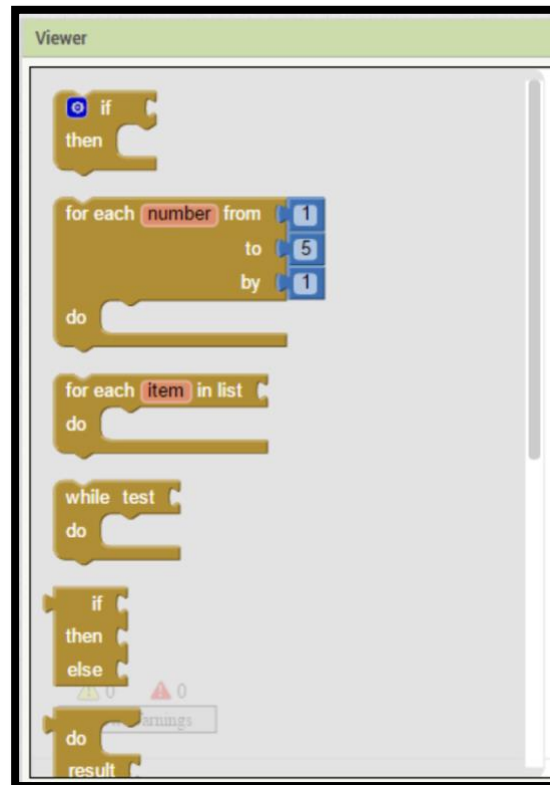 Viewer
if
then
for each number from 1
to 5
by 1
do
for each item in list
do
while test
do
if
then
else
0 0
do
result